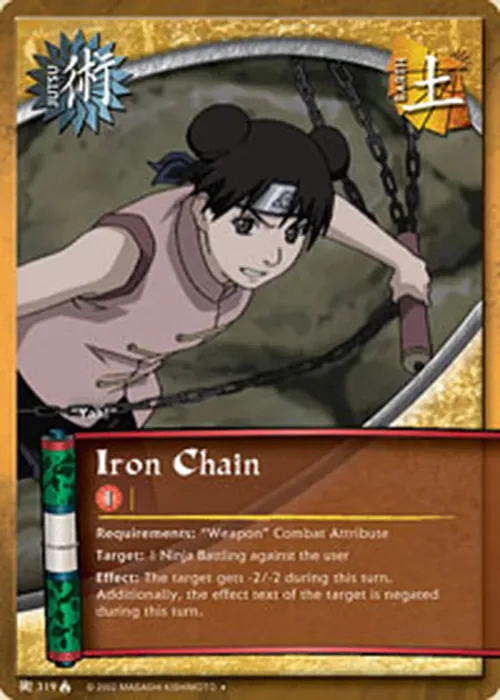 JUTSU 術
EARTH 土
Iron Chain
1
Requirements: "Weapon" Combat Attribute
Target: 1 Ninja Battling against the user
Effect: The target gets -2/-2 during this turn.
Additionally, the effect text of the target is negated
during this turn.
319 © 2002 MASASHI KISHIMOTO